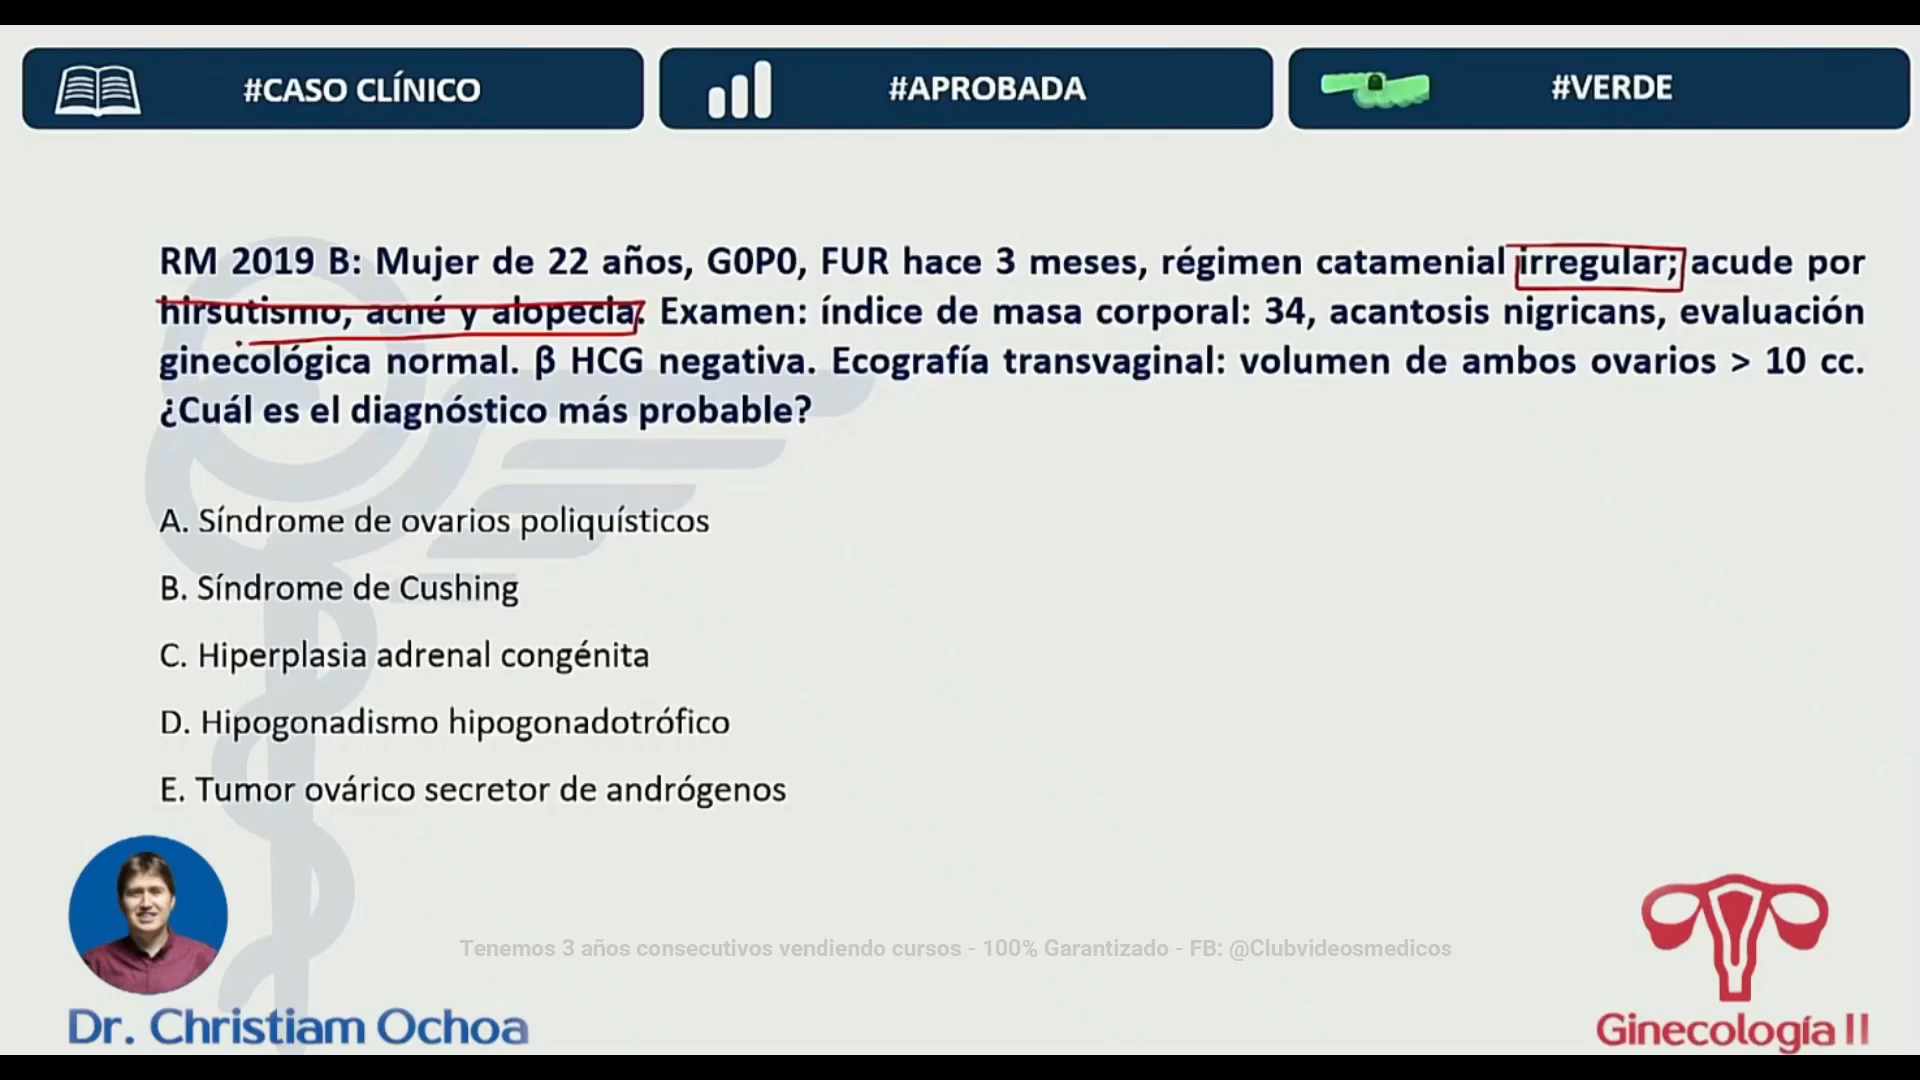 #CASO CLÍNICO
#APROBADA
#VERDE
RM 2019 B: Mujer de 22 años, G0P0, FUR hace 3 meses, régimen catamenial irregular; acude por
hirsutismo, acné y alopecia. Examen: índice de masa corporal: 34, acantosis nigricans, evaluación
ginecológica normal. β HCG negativa. Ecografía transvaginal: volumen de ambos ovarios > 10 cc.
¿Cuál es el diagnóstico más probable?
A. Síndrome de ovarios poliquísticos
B. Síndrome de Cushing
C. Hiperplasia adrenal congénita
D. Hipogonadismo hipogonadotrófico
E. Tumor ovárico secretor de andrógenos
Tenemos 3 años consecutivos vendiendo cursos - 100% Garantizado - FB: @Clubvideosmedicos
Dr. Christiam Ochoa
Ginecología II